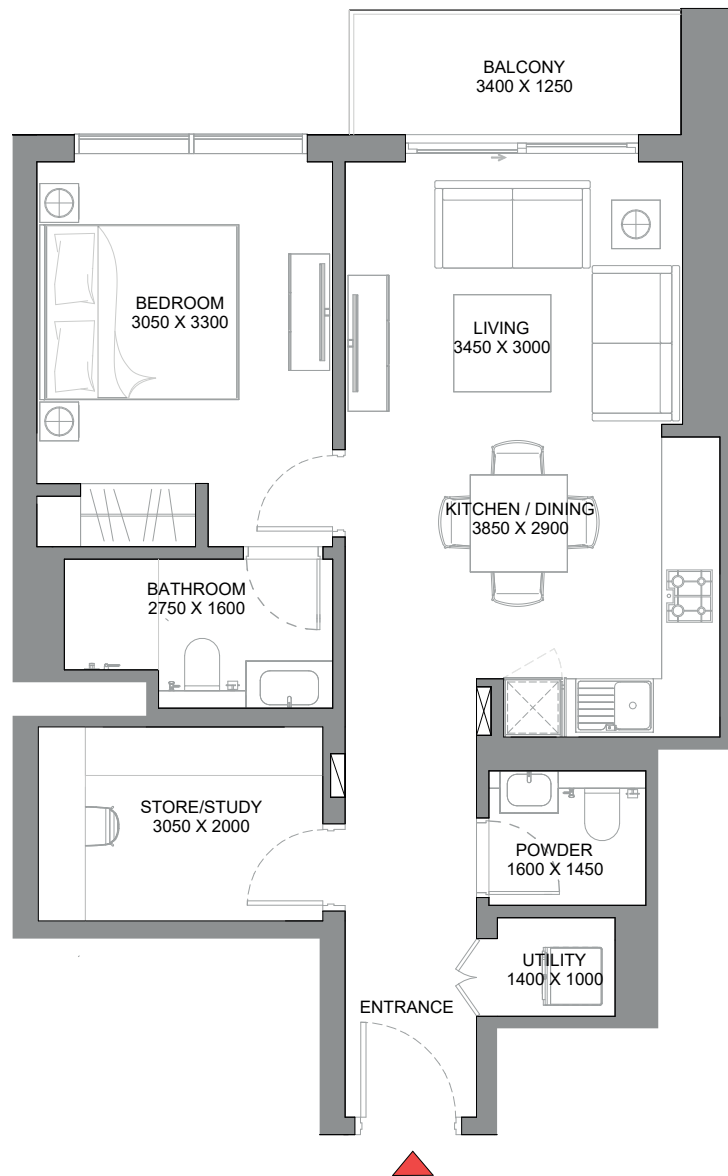 BALCONY
3400 X 1250
BEDROOM
3050 X 3300
LIVING
3450 X 3000
KITCHEN / DINING
3850 X 2900
BATHROOM
2750 X 1600
STORE/STUDY
3050 X 2000
POWDER
1600 X 1450
UTILITY
1400 X 1000
ENTRANCE